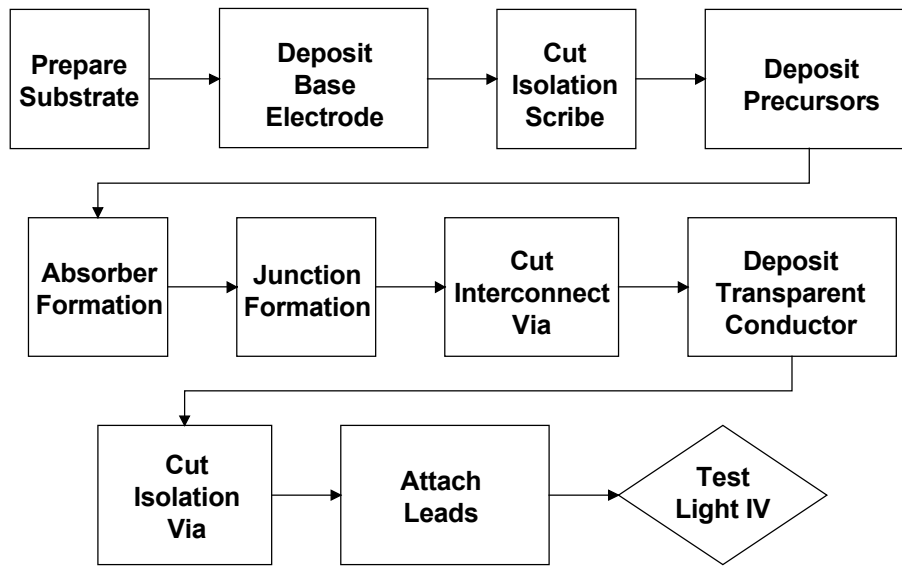 Prepare
Substrate
Deposit
Base
Electrode
Cut
Isolation
Scribe
Deposit
Precursors
Absorber
Formation
Junction
Formation
Cut
Interconnect
Via
Deposit
Transparent
Conductor
Cut
Isolation
Via
Attach
Leads
Test
Light IV